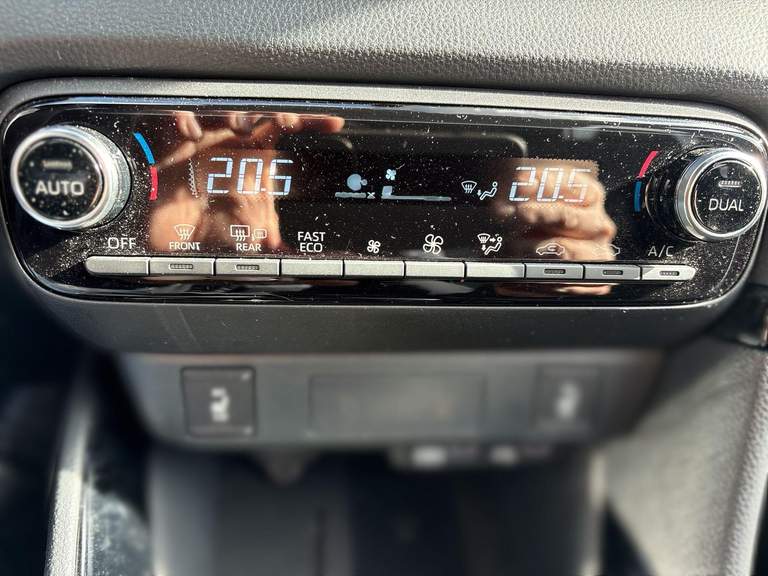 20.5
20.5
AUTO
DUAL
OFF
FRONT
REAR
FAST
ECO
A/C